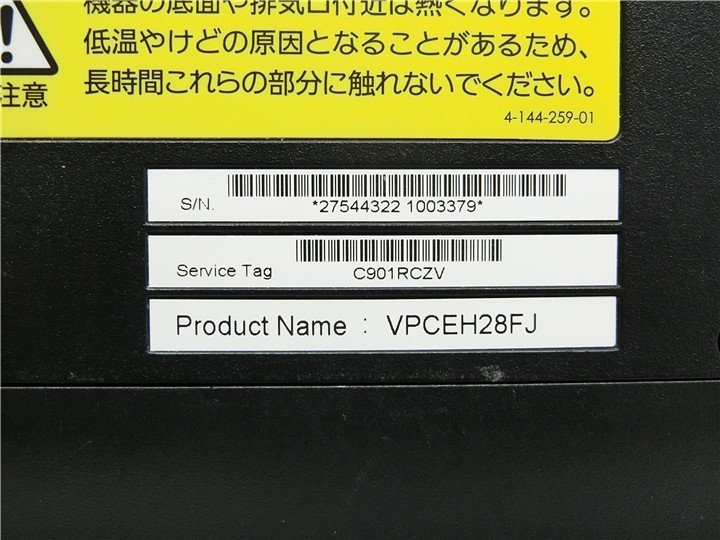 機器の底面や排気口付近は熱くなります。
低温やけどの原因となることがあるため、
長時間これらの部分に触れないでください。
注意
4-144-259-01
S/N. *27544322 1003379*
Service Tag C901RCZV
Product Name : VPCEH28FJ